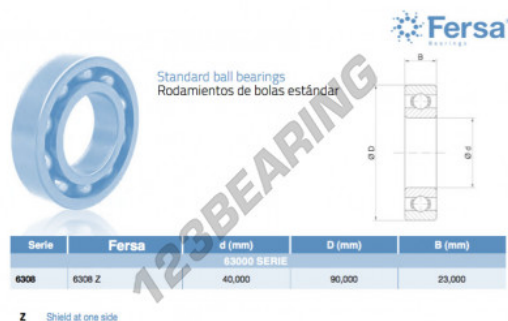 Fersa
Bearings
Standard ball bearings
Rodamientos de bolas estándar
B
Ø D
Ø d
123BEARING
Serie Fersa d (mm) D (mm) B (mm)
63000 SERIE
6308 6308 Z 40,000 90,000 23,000
Z Shield at one side